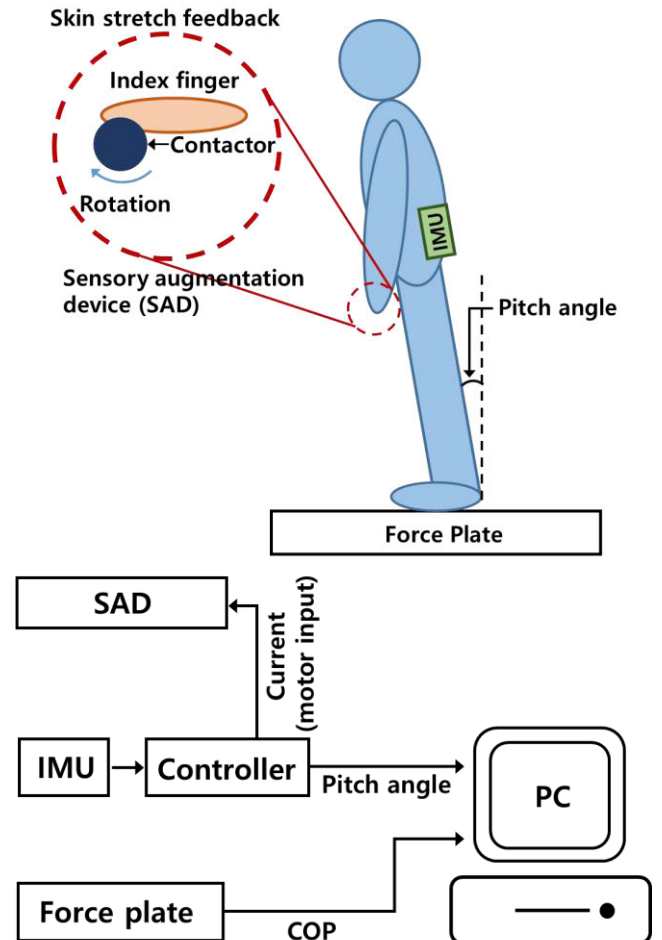 Skin stretch feedback
Index finger
Contactor
Rotation
Sensory augmentation
device (SAD)
IMU
Pitch angle
Force Plate
SAD
Current
(motor input)
IMU
Controller
Pitch angle
PC
Force plate
COP